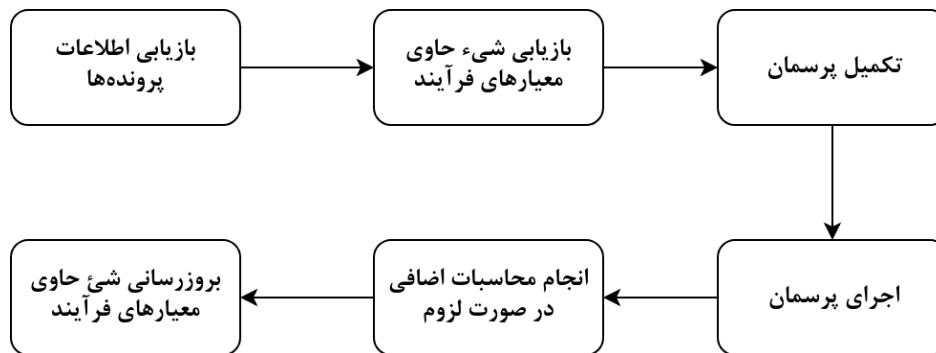 بازیابی اطلاعات
پرونده‌ها
بازیابی شیء حاوی
معیارهای فرآیند
تکمیل پرسمان
اجرای پرسمان
انجام محاسبات اضافی
در صورت لزوم
بروزرسانی شئ حاوی
معیارهای فرآیند